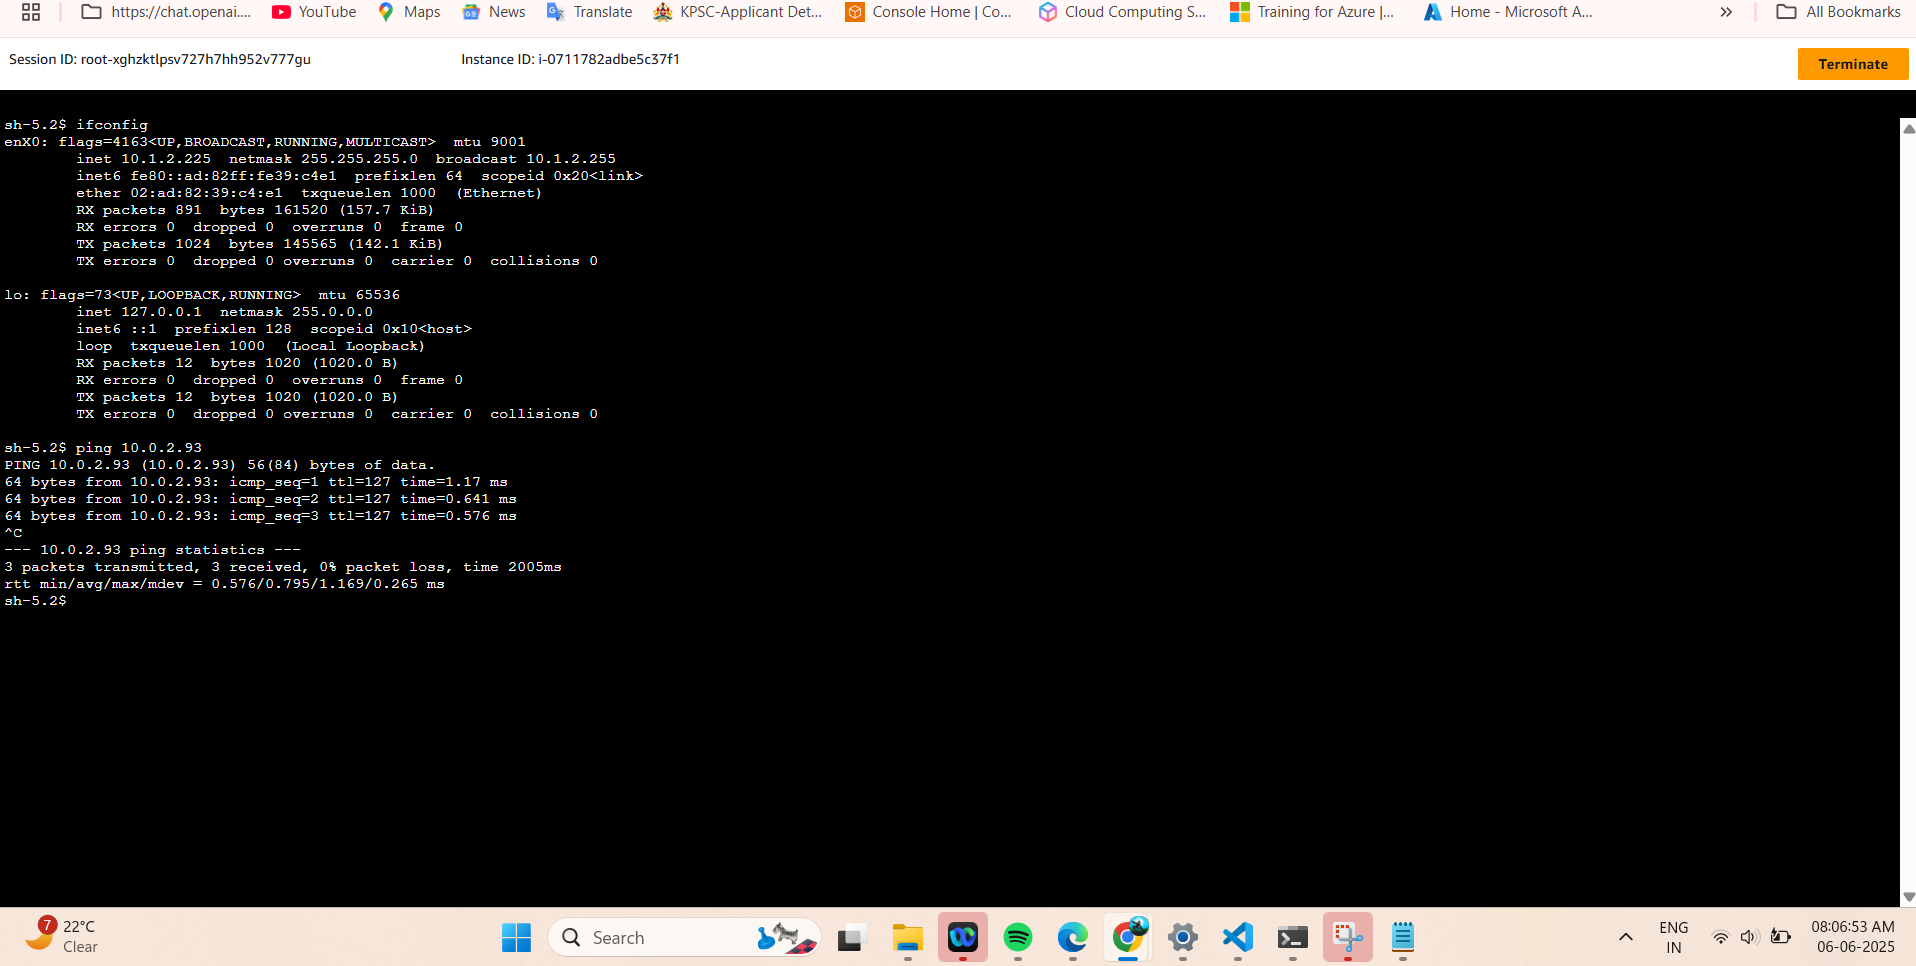 https://chat.openai.... YouTube Maps News Translate KPSC-Applicant Det... Console Home | Co... Cloud Computing S... Training for Azure |... Home - Microsoft A... » All Bookmarks
Session ID: root-xghzktlpsv727h7hh952v777gu Instance ID: i-0711782adbe5c37f1 Terminate
sh-5.2$ ifconfig
enX0: flags=4163<UP,BROADCAST,RUNNING,MULTICAST>  mtu 9001
        inet 10.1.2.225  netmask 255.255.255.0  broadcast 10.1.2.255
        inet6 fe80::ad:82ff:fe39:c4e1  prefixlen 64  scopeid 0x20<link>
        ether 02:ad:82:39:c4:e1  txqueuelen 1000  (Ethernet)
        RX packets 891  bytes 161520 (157.7 KiB)
        RX errors 0  dropped 0  overruns 0  frame 0
        TX packets 1024  bytes 145565 (142.1 KiB)
        TX errors 0  dropped 0 overruns 0  carrier 0  collisions 0
lo: flags=73<UP,LOOPBACK,RUNNING>  mtu 65536
        inet 127.0.0.1  netmask 255.0.0.0
        inet6 ::1  prefixlen 128  scopeid 0x10<host>
        loop  txqueuelen 1000  (Local Loopback)
        RX packets 12  bytes 1020 (1020.0 B)
        RX errors 0  dropped 0  overruns 0  frame 0
        TX packets 12  bytes 1020 (1020.0 B)
        TX errors 0  dropped 0 overruns 0  carrier 0  collisions 0
sh-5.2$ ping 10.0.2.93
PING 10.0.2.93 (10.0.2.93) 56(84) bytes of data.
64 bytes from 10.0.2.93: icmp_seq=1 ttl=127 time=1.17 ms
64 bytes from 10.0.2.93: icmp_seq=2 ttl=127 time=0.641 ms
64 bytes from 10.0.2.93: icmp_seq=3 ttl=127 time=0.576 ms
^C
--- 10.0.2.93 ping statistics ---
3 packets transmitted, 3 received, 0% packet loss, time 2005ms
rtt min/avg/max/mdev = 0.576/0.795/1.169/0.265 ms
sh-5.2$
7 22°C
Clear
Search
ENG
IN
08:06:53 AM
06-06-2025